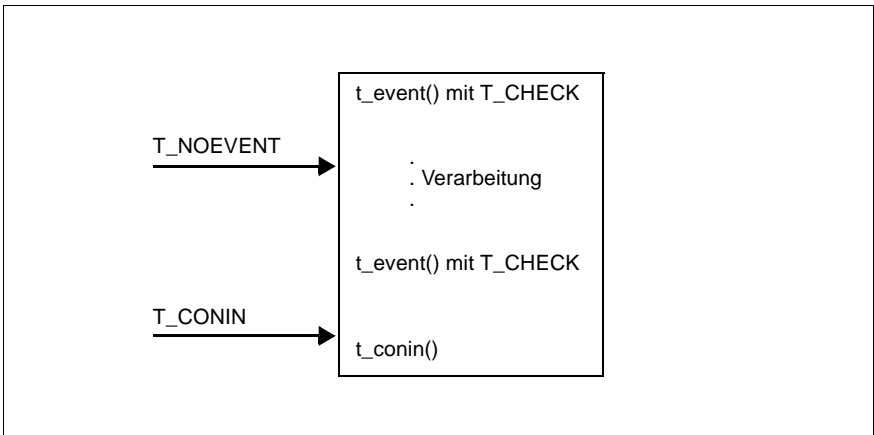 t_event() mit T_CHECK
T_NOEVENT
.
. Verarbeitung
.
t_event() mit T_CHECK
T_CONIN
t_conin()